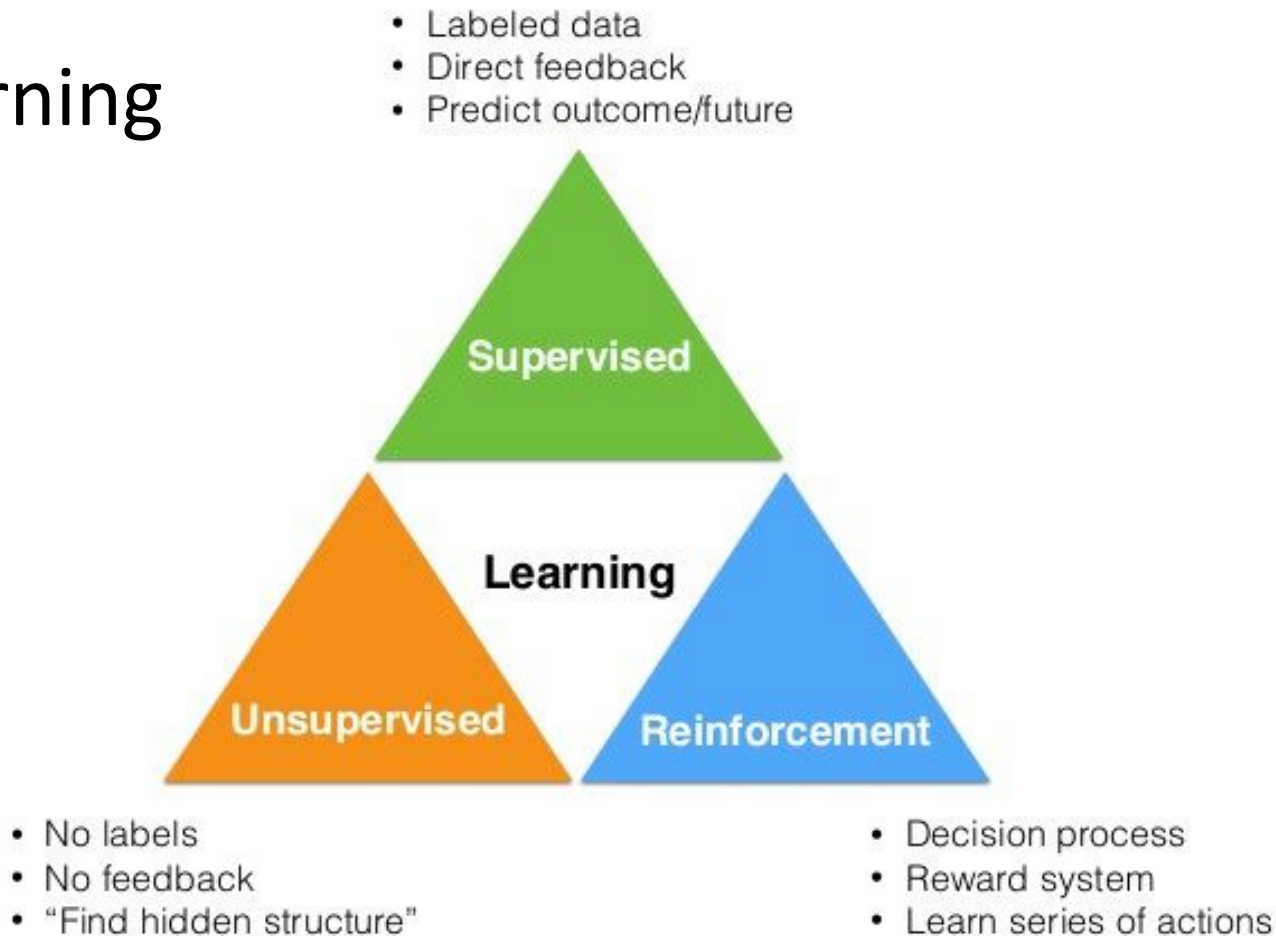 • Labeled data
• Direct feedback
• Predict outcome/future
rning
Supervised
Learning
Unsupervised
Reinforcement
• No labels
• No feedback
• “Find hidden structure”
• Decision process
• Reward system
• Learn series of actions